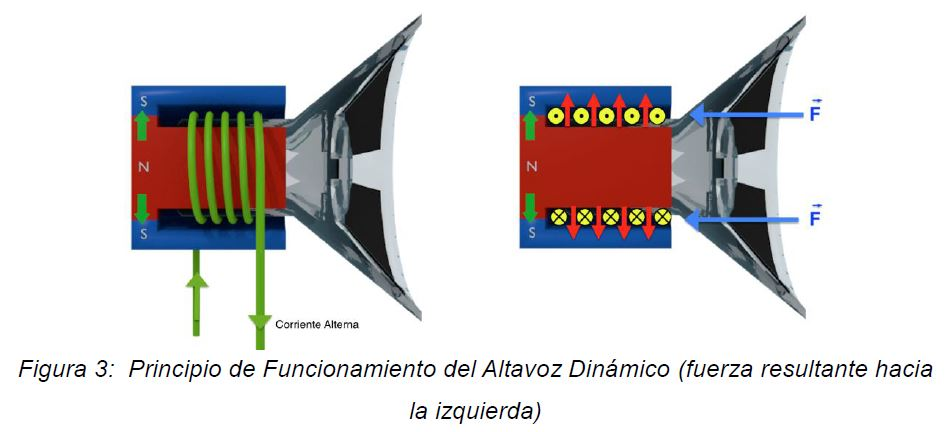 S
N
S
Corriente Alterna
S
N
S
F
F
Figura 3: Principio de Funcionamiento del Altavoz Dinámico (fuerza resultante hacia
la izquierda)